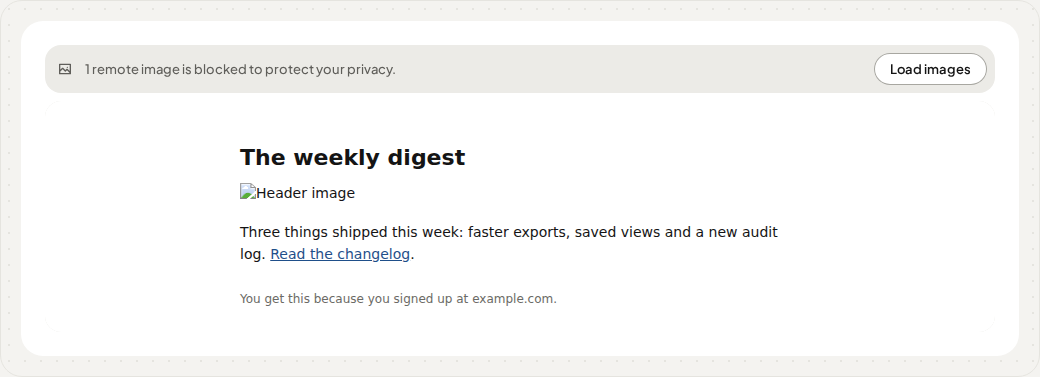 1 remote image is blocked to protect your privacy.
Load images
The weekly digest
Header image
Three things shipped this week: faster exports, saved views and a new audit
log. Read the changelog.
You get this because you signed up at example.com.